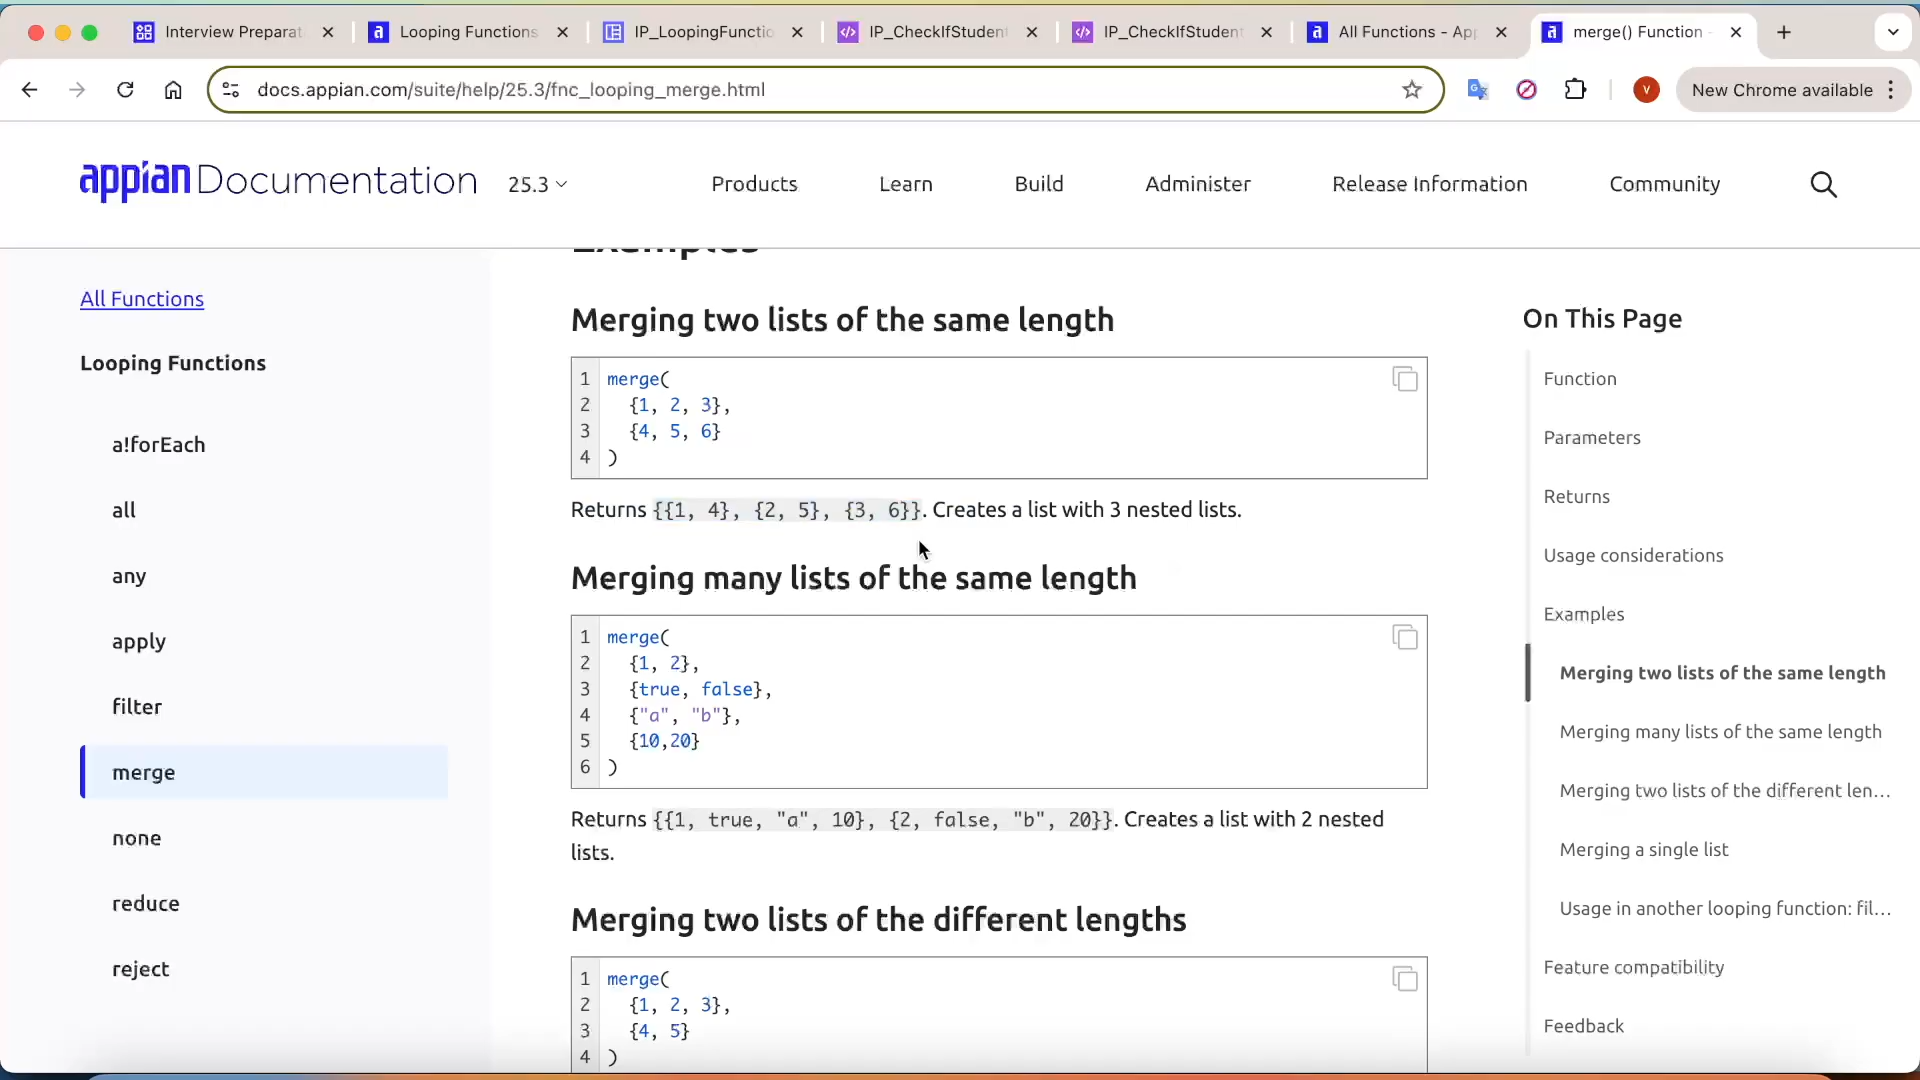 Interview Preparat
Looping Functions
IP_LoopingFunctio
IP_CheckIfStudent
IP_CheckIfStudent
All Functions - App
merge() Function -
docs.appian.com/suite/help/25.3/fnc_looping_merge.html
V
New Chrome available
appian Documentation
25.3
Products
Learn
Build
Administer
Release Information
Community
All Functions
Looping Functions
a!forEach
all
any
apply
filter
merge
none
reduce
reject
Examples
Merging two lists of the same length
1 merge(
2 {1, 2, 3},
3 {4, 5, 6}
4 )
Returns {{1, 4}, {2, 5}, {3, 6}}. Creates a list with 3 nested lists.
Merging many lists of the same length
1 merge(
2 {1, 2},
3 {true, false},
4 {"a", "b"},
5 {10,20}
6 )
Returns {{1, true, "a", 10}, {2, false, "b", 20}}. Creates a list with 2 nested
lists.
Merging two lists of the different lengths
1 merge(
2 {1, 2, 3},
3 {4, 5}
4 )
On This Page
Function
Parameters
Returns
Usage considerations
Examples
Merging two lists of the same length
Merging many lists of the same length
Merging two lists of the different len...
Merging a single list
Usage in another looping function: fil...
Feature compatibility
Feedback